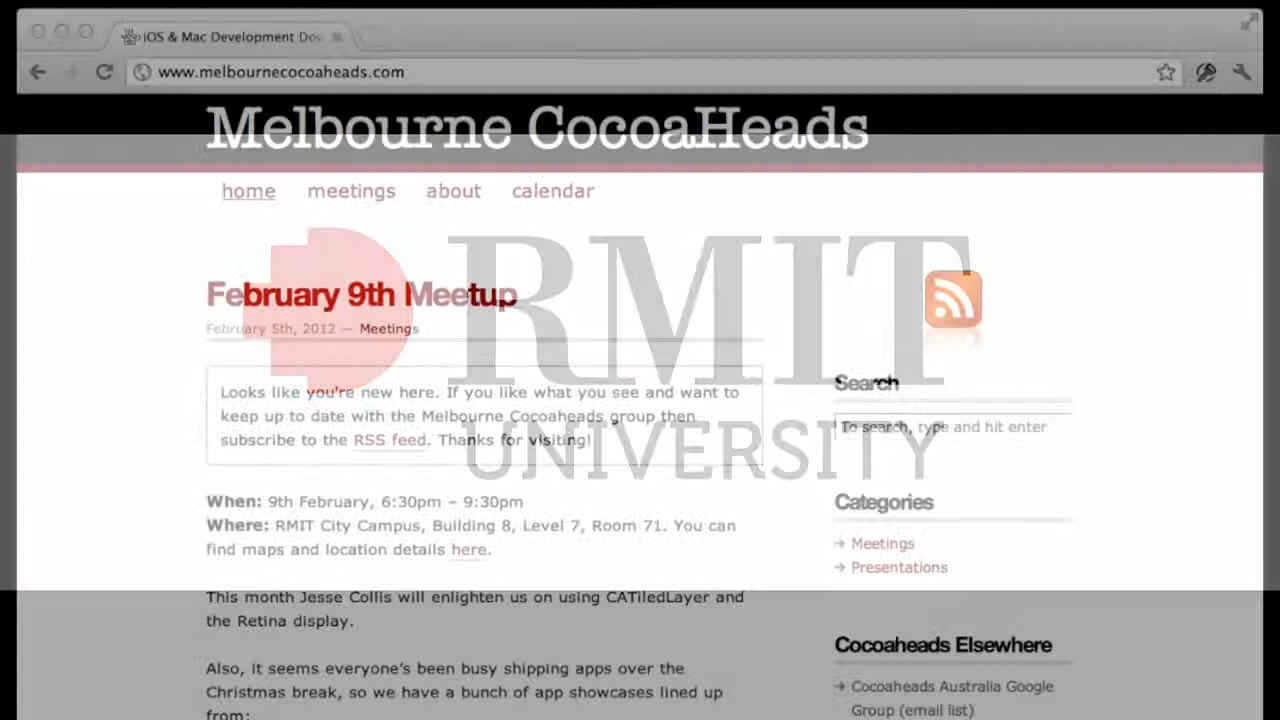 iOS & Mac Development Dow
www.melbournecocoaheads.com
Melbourne CocoaHeads
home meetings about calendar
RMIT
UNIVERSITY
February 9th Meetup
February 5th, 2012 — Meetings
Looks like you're new here. If you like what you see and want to
keep up to date with the Melbourne Cocoaheads group then
subscribe to the RSS feed. Thanks for visiting!
When: 9th February, 6:30pm – 9:30pm
Where: RMIT City Campus, Building 8, Level 7, Room 71. You can
find maps and location details here.
This month Jesse Collis will enlighten us on using CATiledLayer and
the Retina display.
Also, it seems everyone's been busy shipping apps over the
Christmas break, so we have a bunch of app showcases lined up
from:
Search
To search, type and hit enter
Categories
Meetings
Presentations
Cocoaheads Elsewhere
Cocoaheads Australia Google
Group (email list)